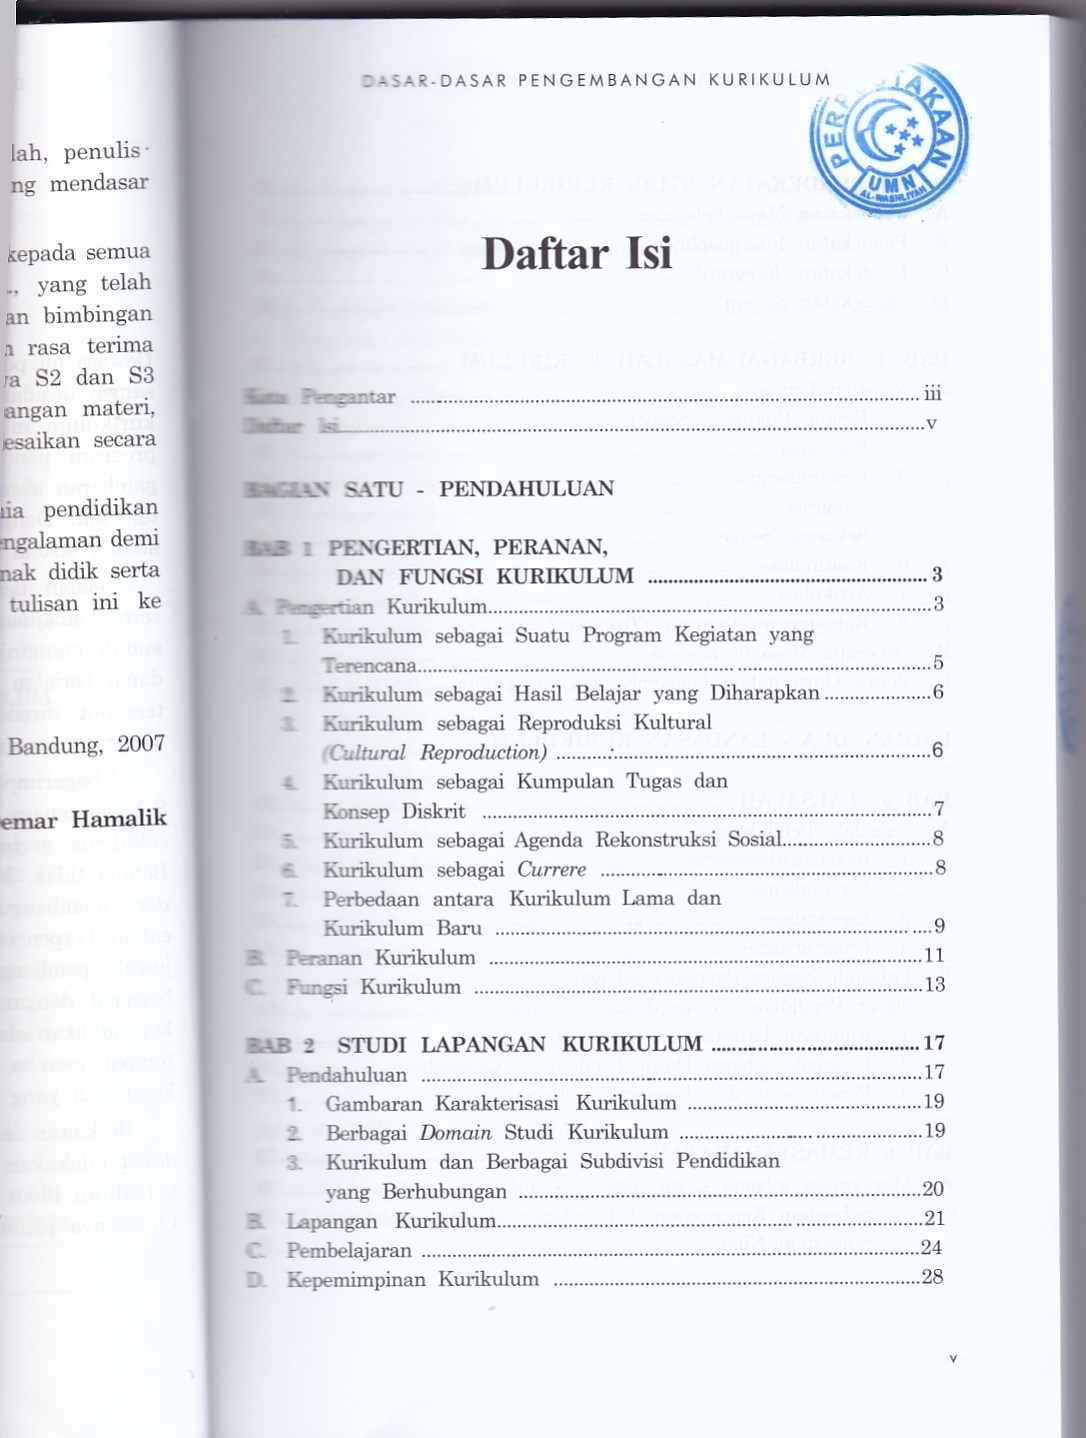 lah, penulis-
ng mendasar
kepada semua
., yang telah
an bimbingan
rasa terima
S2 dan S3
angan materi,
esaikan secara
pendidikan
engalaman demi
nak didik serta
tulisan ini ke
Bandung, 2007
emar Hamalik
DASAR-DASAR PENGEMBANGAN KURIKULUM
PERPUSTAKAAN
UMN
AL-WASHLIYAH
Daftar Isi
Kata Pengantar ........ iii
Daftar Isi ........ v
BAGIAN SATU - PENDAHULUAN
BAB 1 PENGERTIAN, PERANAN,
DAN FUNGSI KURIKULUM ........ 3
A. Pengertian Kurikulum ........ 3
1. Kurikulum sebagai Suatu Program Kegiatan yang
Terencana ........ 5
2. Kurikulum sebagai Hasil Belajar yang Diharapkan ........ 6
3. Kurikulum sebagai Reproduksi Kultural
(Cultural Reproduction) ........ 6
4. Kurikulum sebagai Kumpulan Tugas dan
Konsep Diskrit ........ 7
5. Kurikulum sebagai Agenda Rekonstruksi Sosial ........ 8
6. Kurikulum sebagai Currere ........ 8
7. Perbedaan antara Kurikulum Lama dan
Kurikulum Baru ........ 9
B. Peranan Kurikulum ........ 11
C. Fungsi Kurikulum ........ 13
BAB 2 STUDI LAPANGAN KURIKULUM ........ 17
A. Pendahuluan ........ 17
1. Gambaran Karakterisasi Kurikulum ........ 19
2. Berbagai Domain Studi Kurikulum ........ 19
3. Kurikulum dan Berbagai Subdivisi Pendidikan
yang Berhubungan ........ 20
B. Lapangan Kurikulum ........ 21
C. Pembelajaran ........ 24
D. Kepemimpinan Kurikulum ........ 28
v